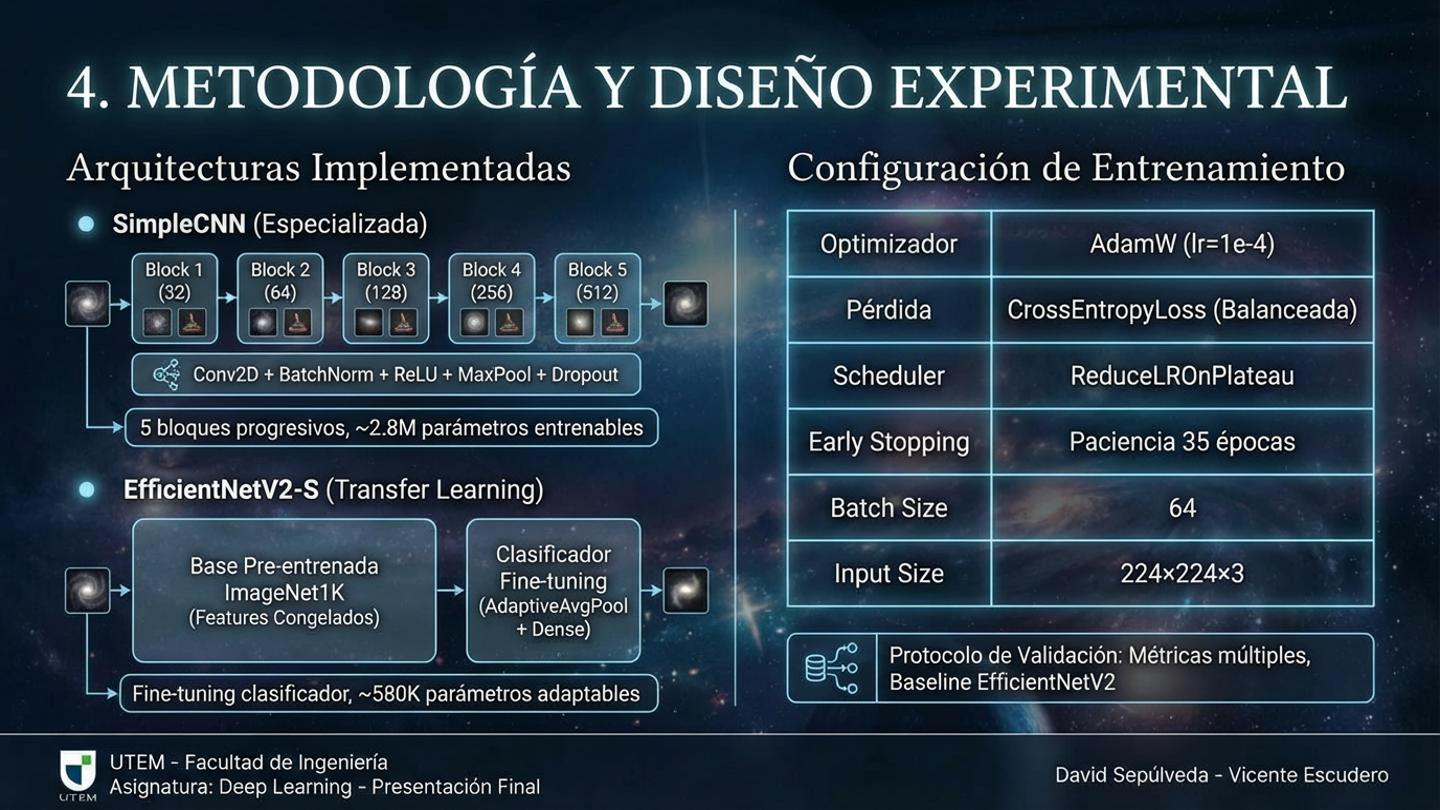 4. METODOLOGÍA Y DISEÑO EXPERIMENTAL
Arquitecturas Implementadas
SimpleCNN (Especializada)
Block 1
(32)
Block 2
(64)
Block 3
(128)
Block 4
(256)
Block 5
(512)
Conv2D + BatchNorm + ReLU + MaxPool + Dropout
5 bloques progresivos, ~2.8M parámetros entrenables
EfficientNetV2-S (Transfer Learning)
Base Pre-entrenada
ImageNet1K
(Features Congelados)
Clasificador
Fine-tuning
(AdaptiveAvgPool
+ Dense)
Fine-tuning clasificador, ~580K parámetros adaptables
Configuración de Entrenamiento
Optimizador
AdamW (lr=1e-4)
Pérdida
CrossEntropyLoss (Balanceada)
Scheduler
ReduceLROnPlateau
Early Stopping
Paciencia 35 épocas
Batch Size
64
Input Size
224×224×3
Protocolo de Validación: Métricas múltiples,
Baseline EfficientNetV2
UTEM
UTEM - Facultad de Ingeniería
Asignatura: Deep Learning - Presentación Final
David Sepúlveda - Vicente Escudero